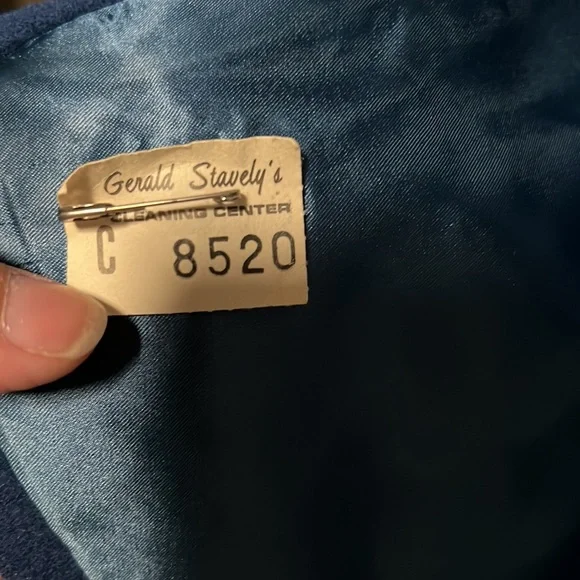 Gerald Stavely's
CLEANING CENTER
C 8520